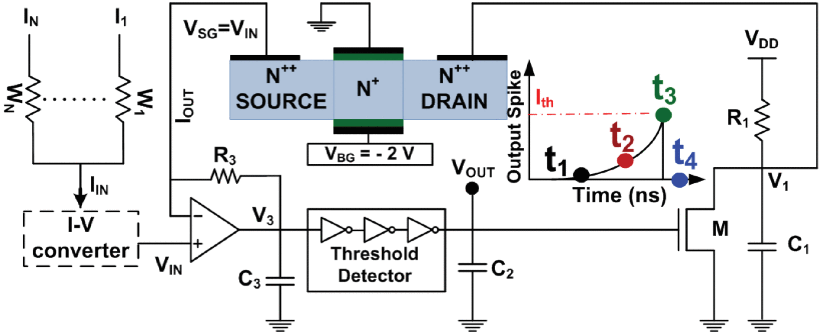 I_N
I_1
W_N
W_1
I_IN
I-V
converter
V_IN
V_SG=V_IN
I_OUT
R_3
−
+
V_3
C_3
N++
SOURCE
N+
N++
DRAIN
V_BG = - 2 V
Threshold
Detector
V_OUT
C_2
Output Spike
I_th
t_1
t_2
t_3
t_4
Time (ns)
V_DD
R_1
V_1
M
C_1